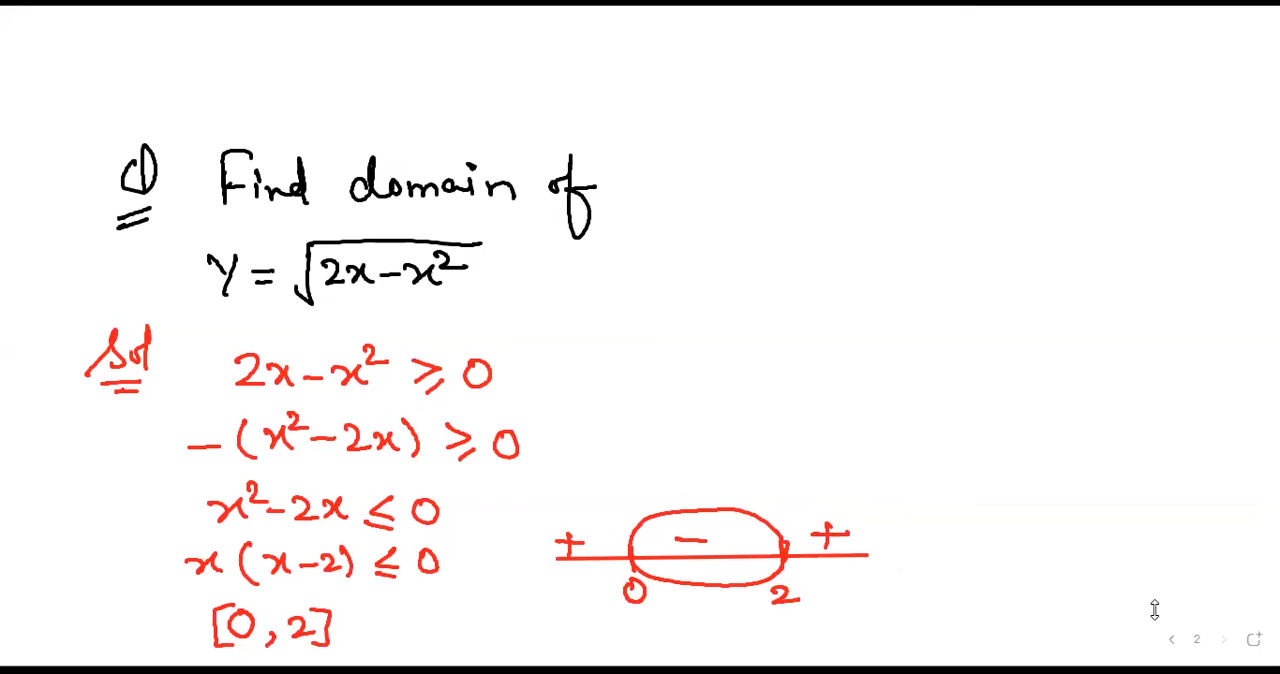 Q) Find domain of
Y = √(2x-x²)
Sol 2x-x² ≥ 0
-(x²-2x) ≥ 0
x²-2x ≤ 0
x(x-2) ≤ 0
[0, 2]
+ - +
0 2
2